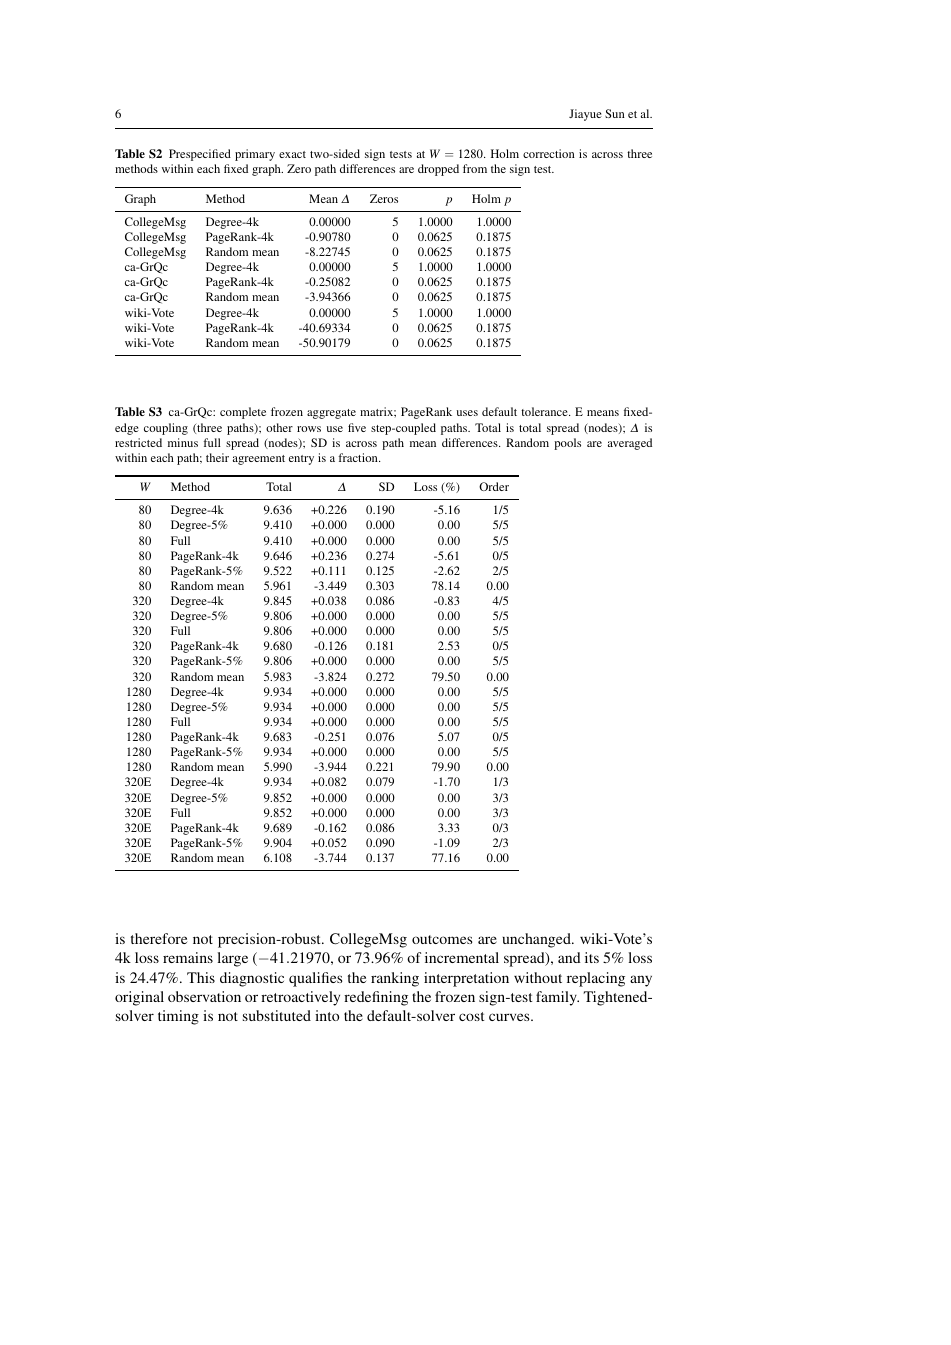 6 Jiayue Sun et al.
Table S2 Prespecified primary exact two-sided sign tests at W = 1280. Holm correction is across three
methods within each fixed graph. Zero path differences are dropped from the sign test.
Graph Method Mean Δ Zeros p Holm p
CollegeMsg Degree-4k 0.00000 5 1.0000 1.0000
CollegeMsg PageRank-4k -0.90780 0 0.0625 0.1875
CollegeMsg Random mean -8.22745 0 0.0625 0.1875
ca-GrQc Degree-4k 0.00000 5 1.0000 1.0000
ca-GrQc PageRank-4k -0.25082 0 0.0625 0.1875
ca-GrQc Random mean -3.94366 0 0.0625 0.1875
wiki-Vote Degree-4k 0.00000 5 1.0000 1.0000
wiki-Vote PageRank-4k -40.69334 0 0.0625 0.1875
wiki-Vote Random mean -50.90179 0 0.0625 0.1875
Table S3 ca-GrQc: complete frozen aggregate matrix; PageRank uses default tolerance. E means fixed-
edge coupling (three paths); other rows use five step-coupled paths. Total is total spread (nodes); Δ is
restricted minus full spread (nodes); SD is across path mean differences. Random pools are averaged
within each path; their agreement entry is a fraction.
W Method Total Δ SD Loss (%) Order
80 Degree-4k 9.636 +0.226 0.190 -5.16 1/5
80 Degree-5% 9.410 +0.000 0.000 0.00 5/5
80 Full 9.410 +0.000 0.000 0.00 5/5
80 PageRank-4k 9.646 +0.236 0.274 -5.61 0/5
80 PageRank-5% 9.522 +0.111 0.125 -2.62 2/5
80 Random mean 5.961 -3.449 0.303 78.14 0.00
320 Degree-4k 9.845 +0.038 0.086 -0.83 4/5
320 Degree-5% 9.806 +0.000 0.000 0.00 5/5
320 Full 9.806 +0.000 0.000 0.00 5/5
320 PageRank-4k 9.680 -0.126 0.181 2.53 0/5
320 PageRank-5% 9.806 +0.000 0.000 0.00 5/5
320 Random mean 5.983 -3.824 0.272 79.50 0.00
1280 Degree-4k 9.934 +0.000 0.000 0.00 5/5
1280 Degree-5% 9.934 +0.000 0.000 0.00 5/5
1280 Full 9.934 +0.000 0.000 0.00 5/5
1280 PageRank-4k 9.683 -0.251 0.076 5.07 0/5
1280 PageRank-5% 9.934 +0.000 0.000 0.00 5/5
1280 Random mean 5.990 -3.944 0.221 79.90 0.00
320E Degree-4k 9.934 +0.082 0.079 -1.70 1/3
320E Degree-5% 9.852 +0.000 0.000 0.00 3/3
320E Full 9.852 +0.000 0.000 0.00 3/3
320E PageRank-4k 9.689 -0.162 0.086 3.33 0/3
320E PageRank-5% 9.904 +0.052 0.090 -1.09 2/3
320E Random mean 6.108 -3.744 0.137 77.16 0.00
is therefore not precision-robust. CollegeMsg outcomes are unchanged. wiki-Vote's
4k loss remains large (−41.21970, or 73.96% of incremental spread), and its 5% loss
is 24.47%. This diagnostic qualifies the ranking interpretation without replacing any
original observation or retroactively redefining the frozen sign-test family. Tightened-
solver timing is not substituted into the default-solver cost curves.